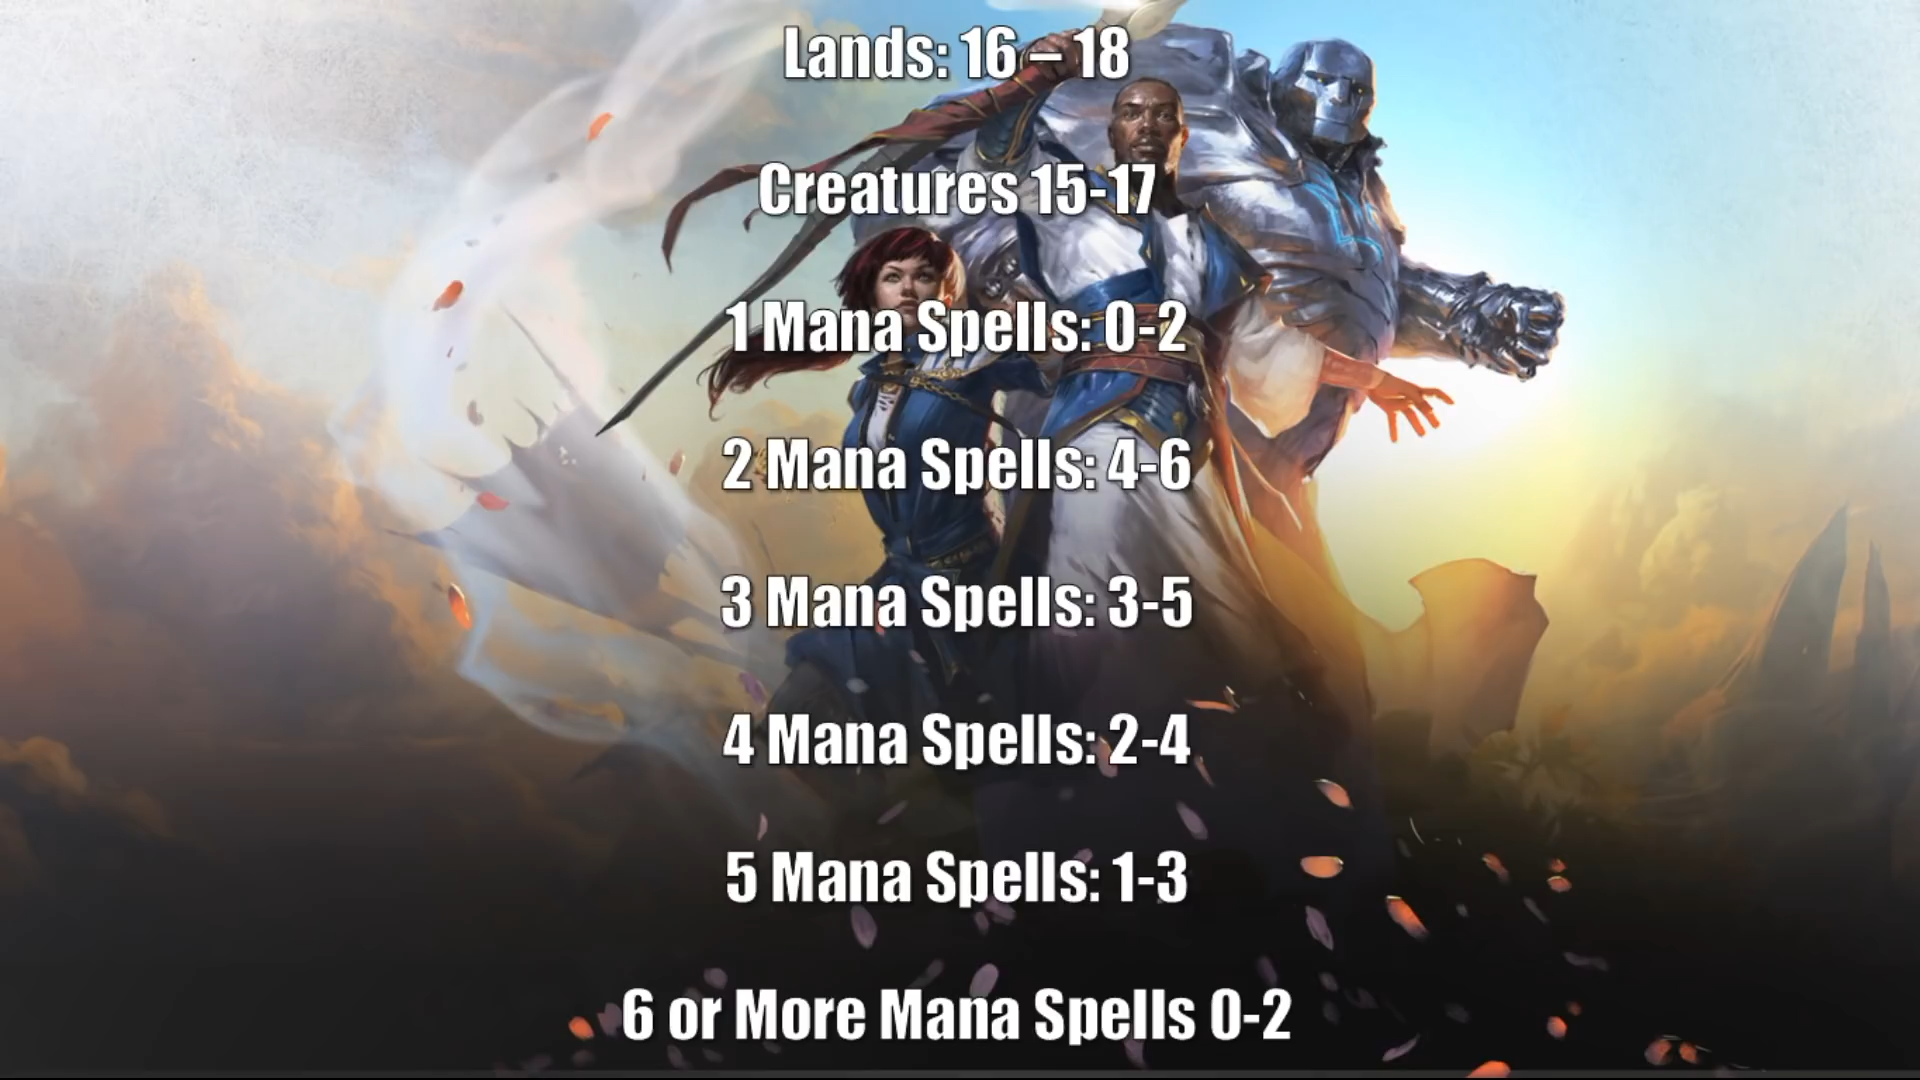 Lands: 16 – 18
Creatures 15-17
1 Mana Spells: 0-2
2 Mana Spells: 4-6
3 Mana Spells: 3-5
4 Mana Spells: 2-4
5 Mana Spells: 1-3
6 or More Mana Spells 0-2